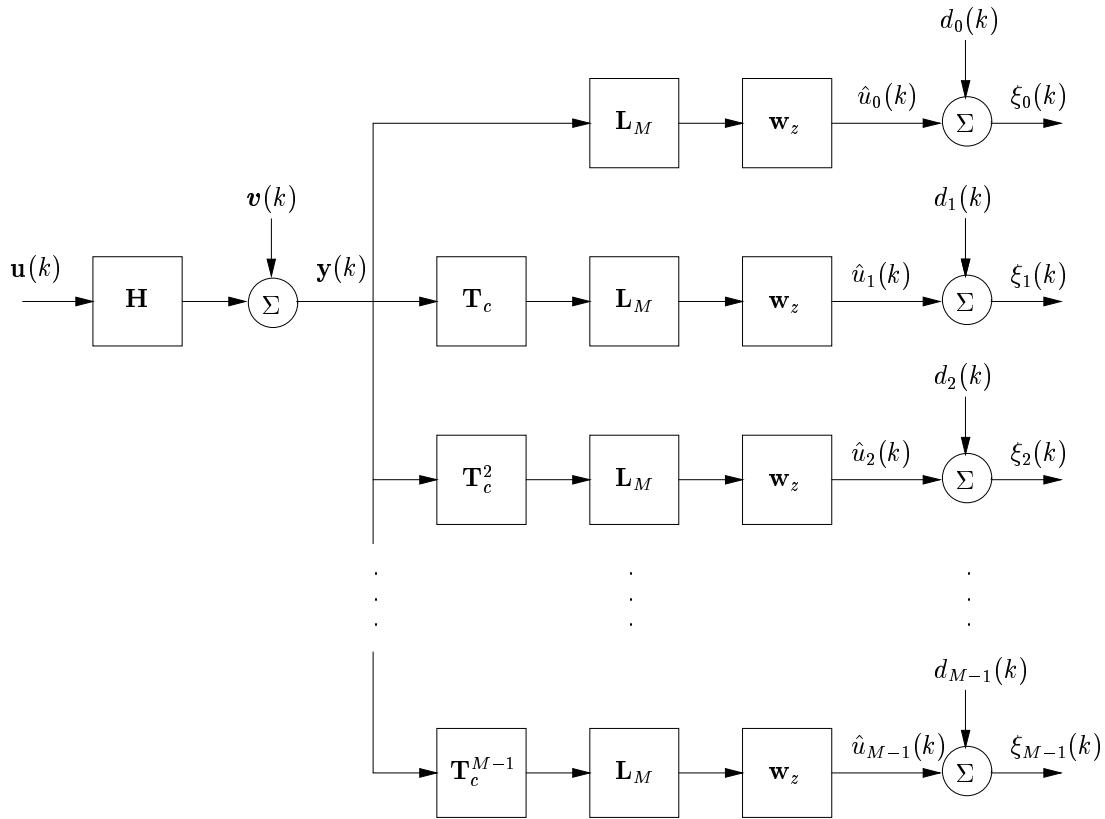 d₀(k)
L_M w_z û₀(k) Σ ξ₀(k)
𝒗(k) d₁(k)
u(k) H Σ y(k) T_c L_M w_z û₁(k) Σ ξ₁(k)
d₂(k)
T_c² L_M w_z û₂(k) Σ ξ₂(k)
. . .
. . .
. . .
d_{M−1}(k)
T_c^{M−1} L_M w_z û_{M−1}(k) Σ ξ_{M−1}(k)